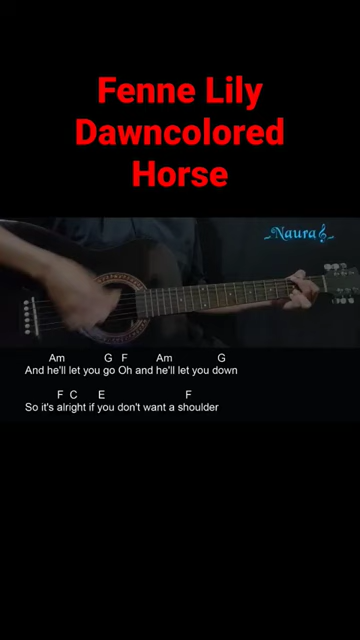 Fenne Lily
Dawncolored
Horse
Naura
Am G F Am G
And he'll let you go Oh and he'll let you down
F C E F
So it's alright if you don't want a shoulder